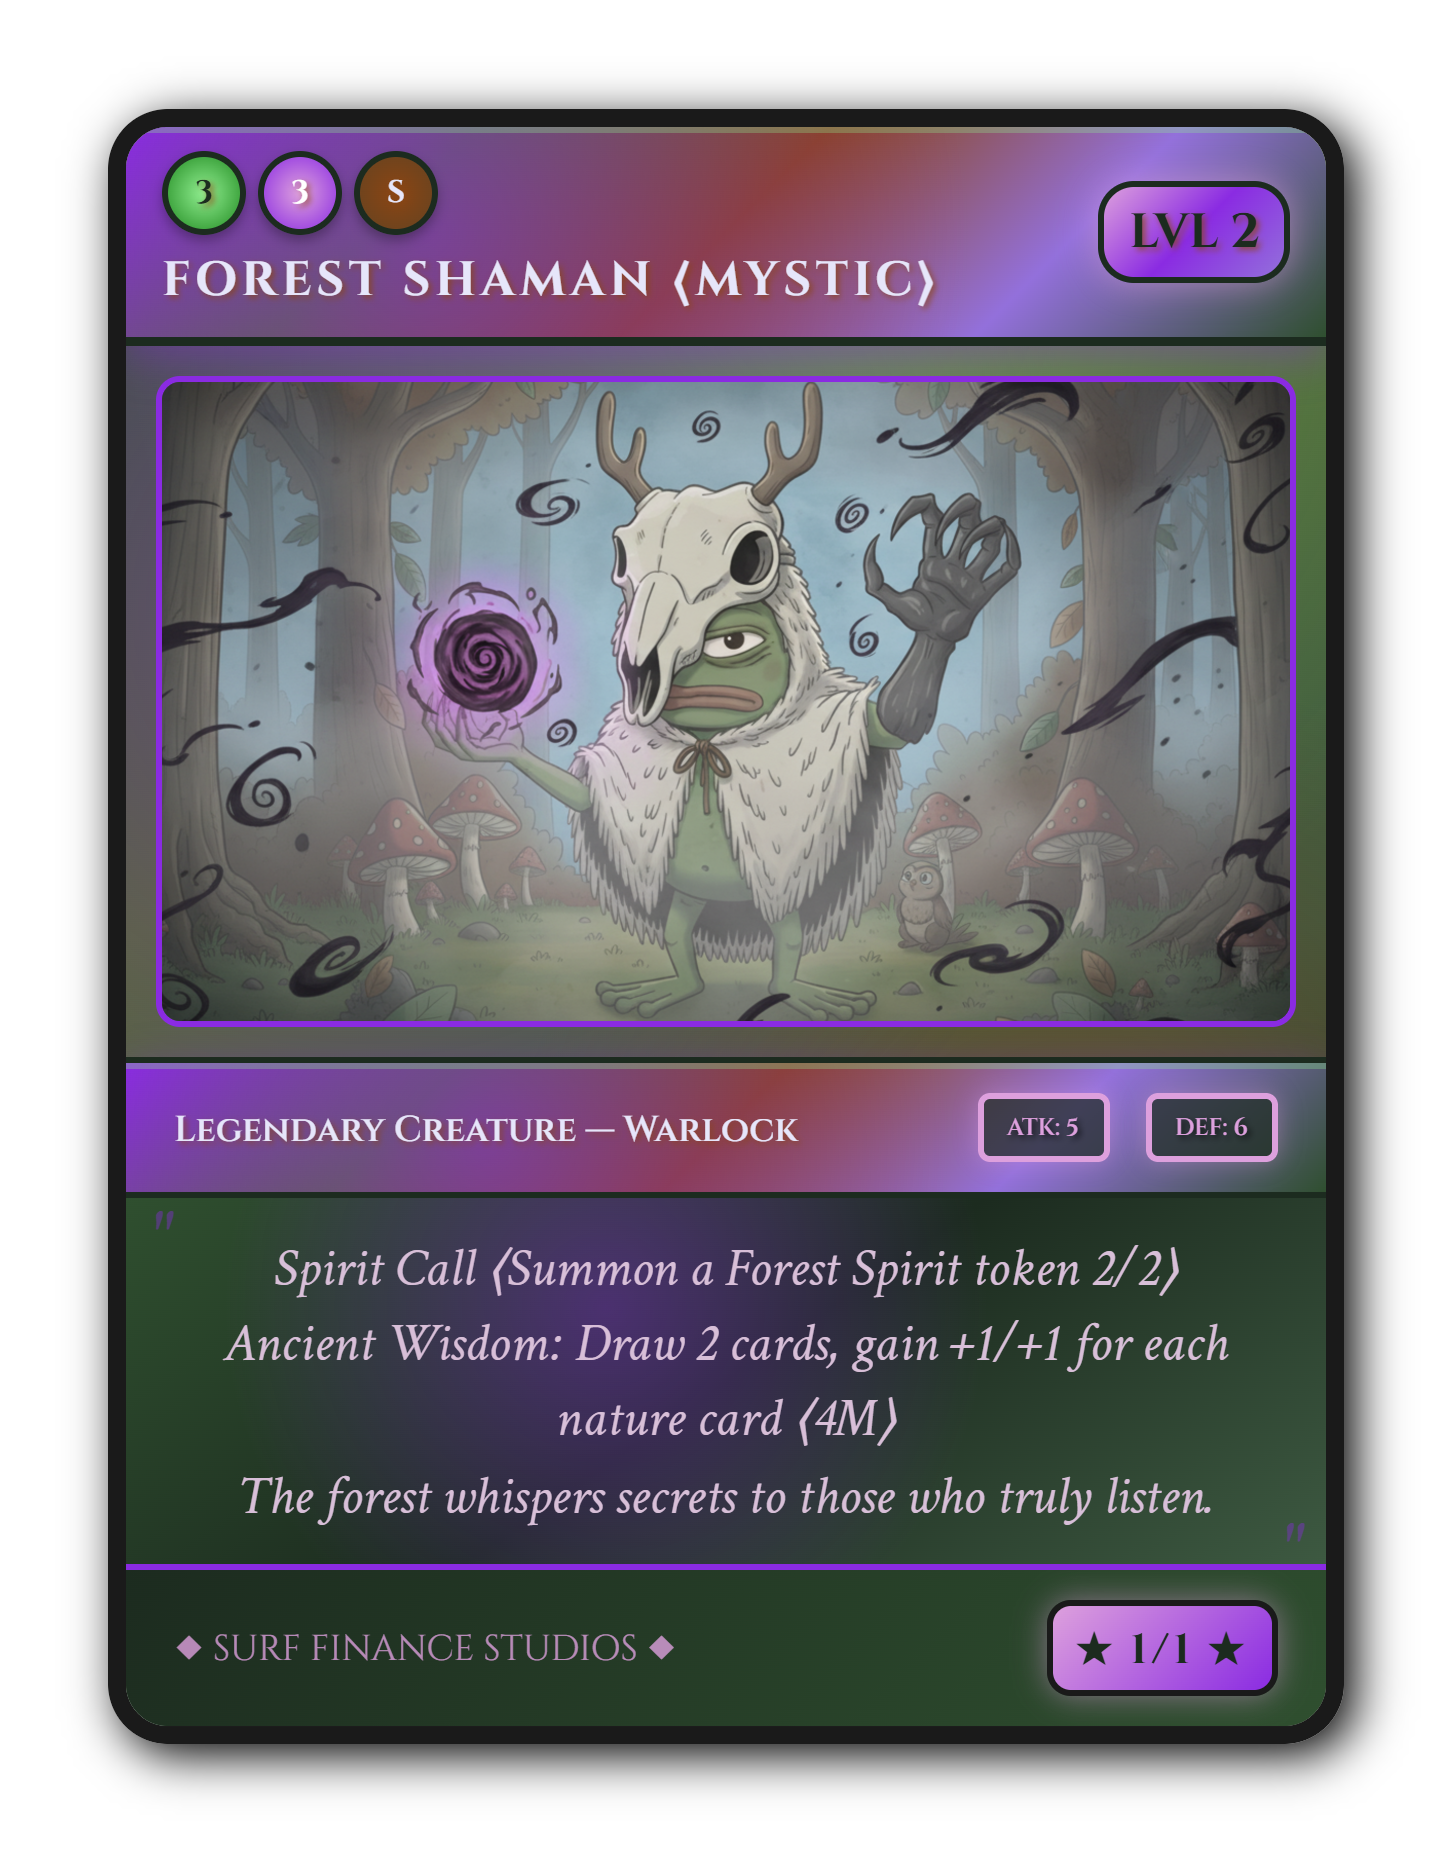 3 3 S
FOREST SHAMAN ⟨MYSTIC⟩
LVL 2
Legendary Creature — Warlock
ATK: 5
DEF: 6
"
Spirit Call ⟨Summon a Forest Spirit token 2/2⟩
Ancient Wisdom: Draw 2 cards, gain +1/+1 for each
nature card ⟨4M⟩
The forest whispers secrets to those who truly listen.
"
◆ SURF FINANCE STUDIOS ◆
★ 1/1 ★